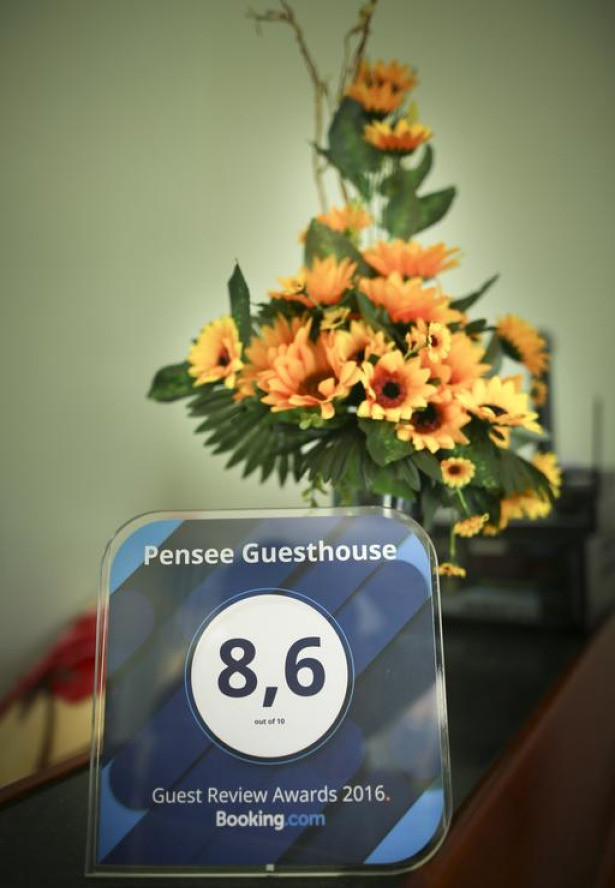 Pensee Guesthouse
8,6
out of 10
Guest Review Awards 2016.
Booking.com